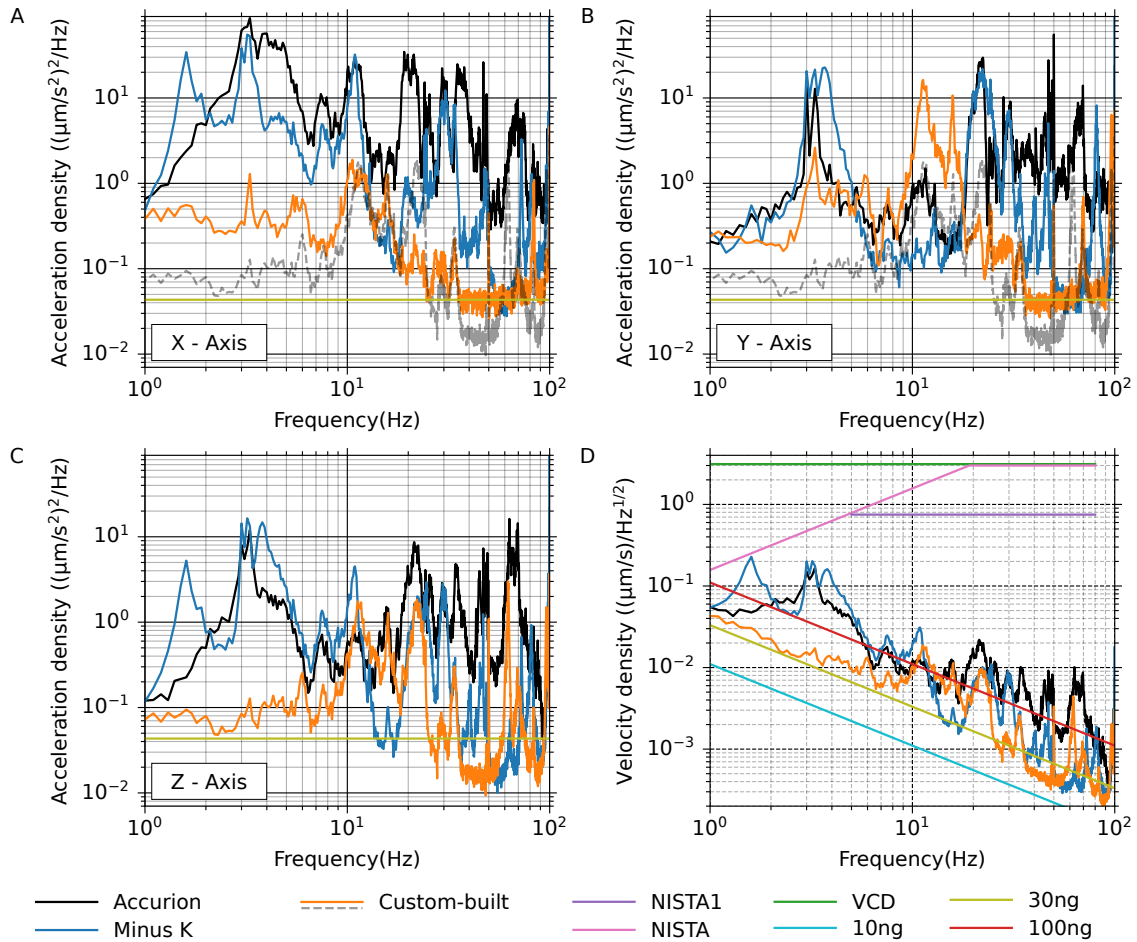 A
Acceleration density ((µm/s²)²/Hz
10¹
10⁰
10⁻¹
10⁻²
X - Axis
10⁰
10¹
10²
Frequency(Hz)
B
Acceleration density ((µm/s²)²/Hz
10¹
10⁰
10⁻¹
10⁻²
Y - Axis
10⁰
10¹
10²
Frequency(Hz)
C
Acceleration density ((µm/s²)²/Hz
10¹
10⁰
10⁻¹
10⁻²
Z - Axis
10⁰
10¹
10²
Frequency(Hz)
D
Velocity density ((µm/s)/Hz¹ᐟ²)
10⁰
10⁻¹
10⁻²
10⁻³
10⁰
10¹
10²
Frequency(Hz)
Accurion
Minus K
Custom-built
NISTA1
NISTA
VCD
10ng
30ng
100ng